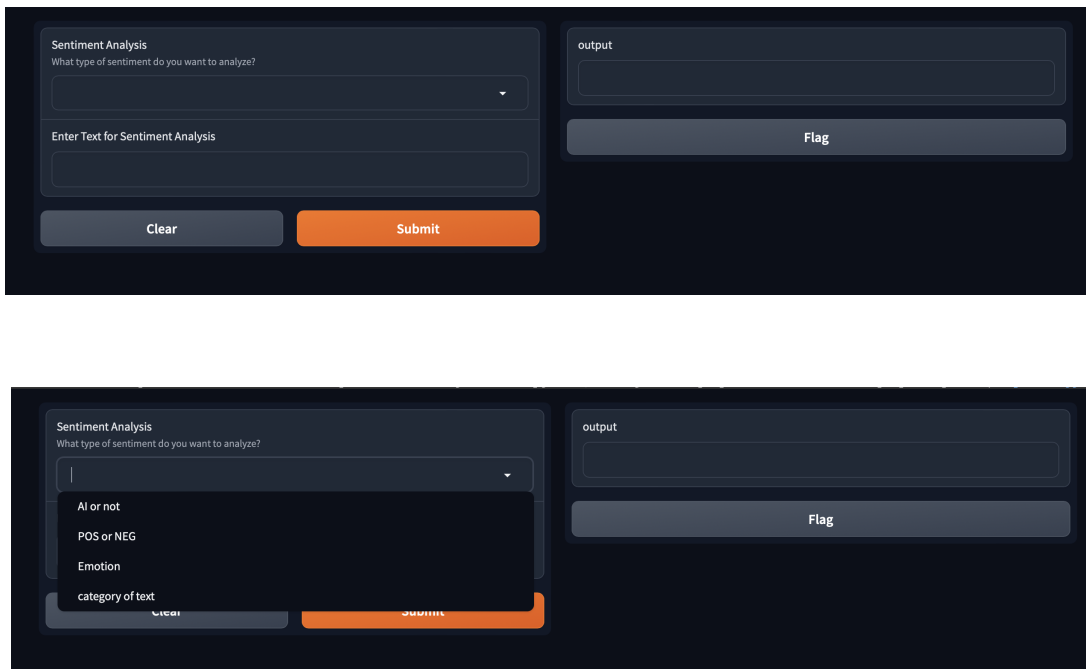 Sentiment Analysis
What type of sentiment do you want to analyze?
Enter Text for Sentiment Analysis
Clear
Submit
output
Flag
Sentiment Analysis
What type of sentiment do you want to analyze?
AI or not
POS or NEG
Emotion
category of text
Clear
Submit
output
Flag